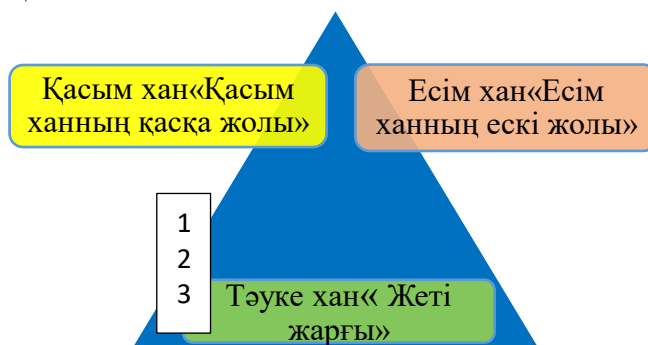 Қасым хан«Қасым
ханның қасқа жолы»
Есім хан«Есім
ханның ескі жолы»
1
2
3
Тәуке хан« Жеті
жарғы»